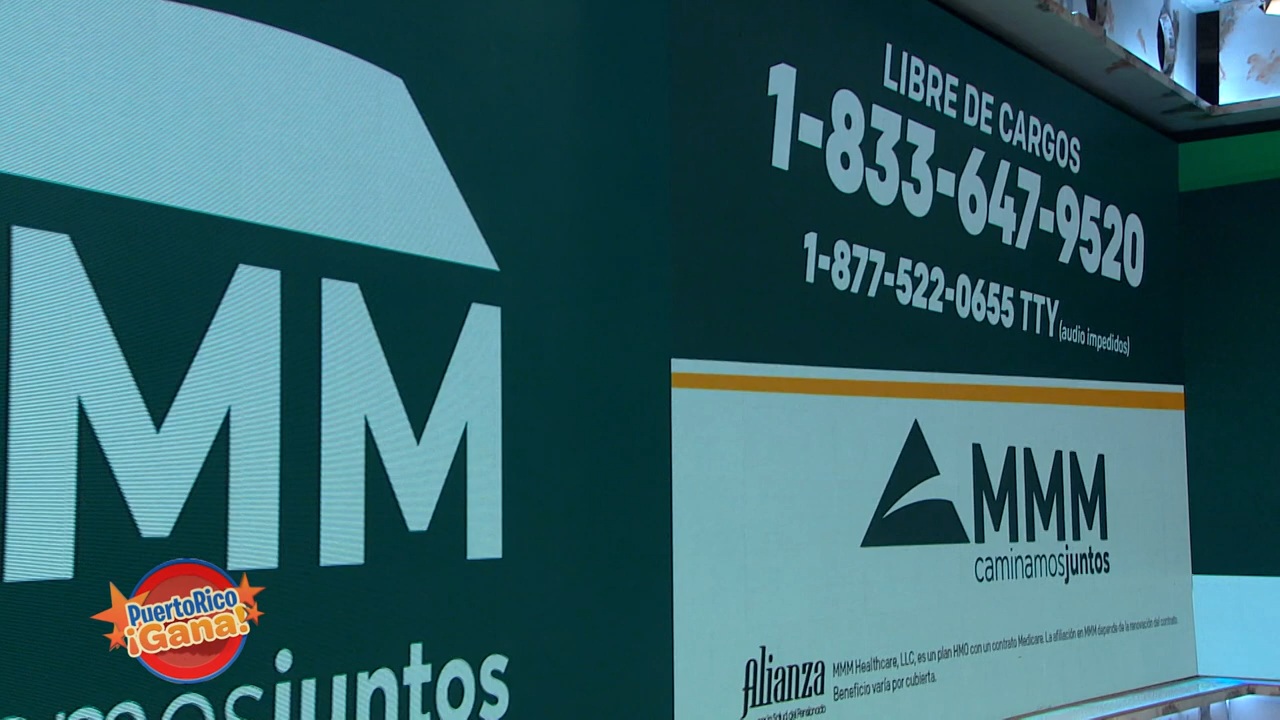 MM
juntos
PuertoRico
¡Gana!
LIBRE DE CARGOS
1-833-647-9520
1-877-522-0655 TTY (audio impedidos)
MMM
caminamosjuntos
Alianza
MMM Healthcare, LLC, es un plan HMO con un contrato Medicare. La afiliación en MMM depende de la renovación del contrato.
Beneficio varía por cubierta.